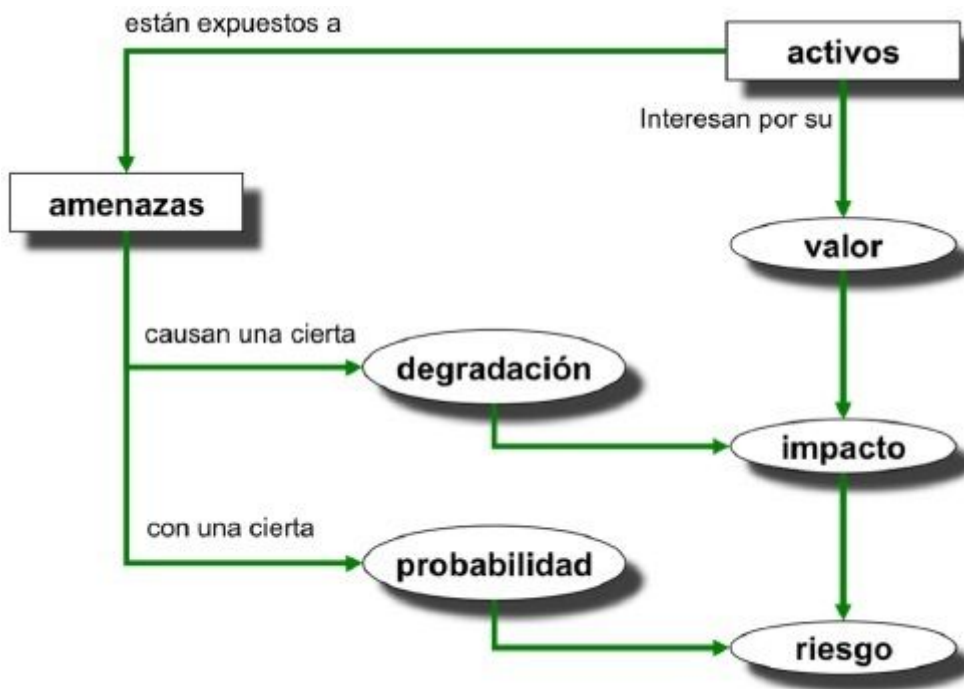 están expuestos a
activos
Interesan por su
amenazas
valor
causan una cierta
degradación
impacto
con una cierta
probabilidad
riesgo